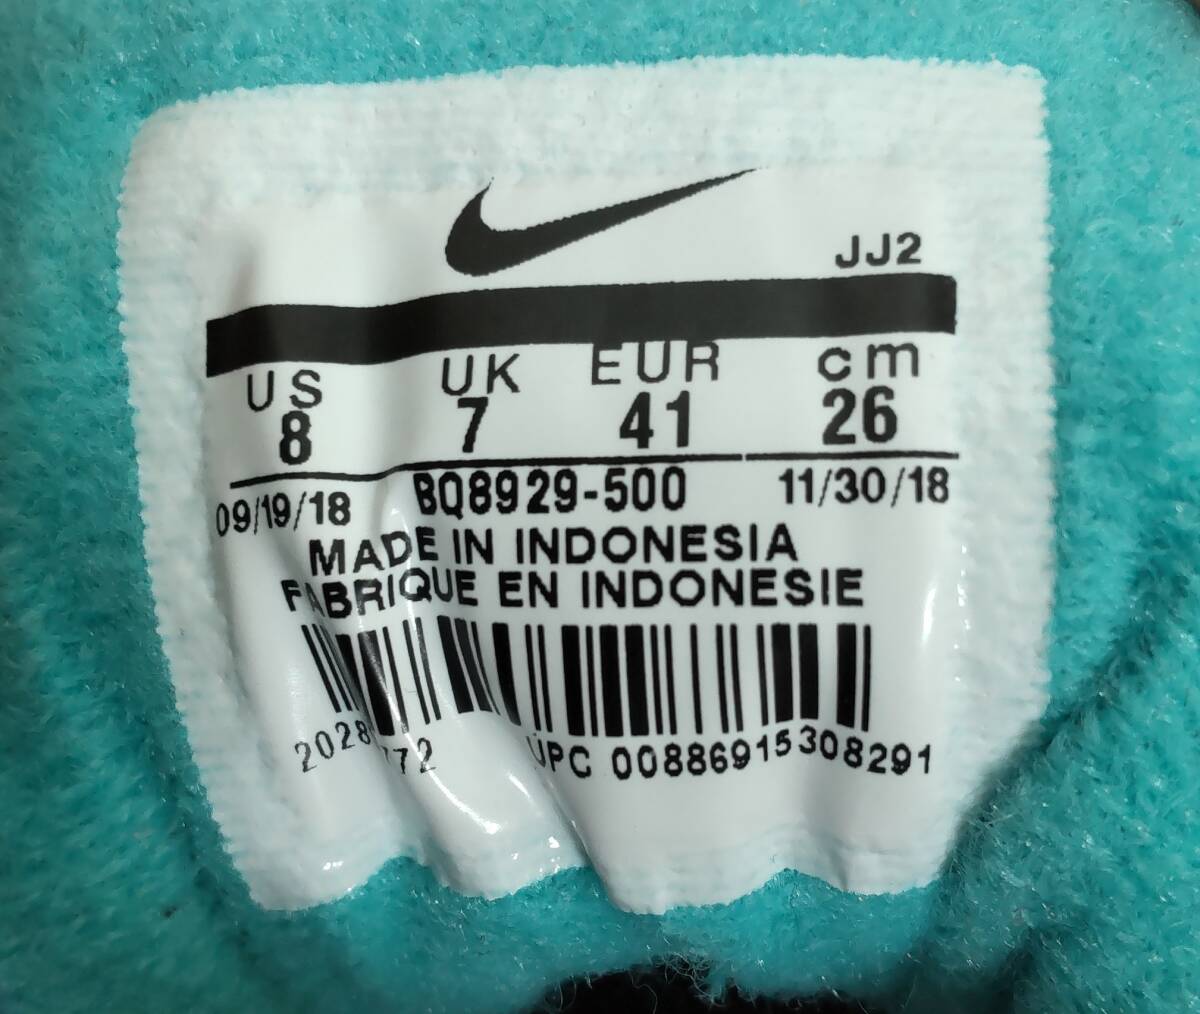 JJ2
US UK EUR cm
8 7 41 26
09/19/18 BQ8929-500 11/30/18
MADE IN INDONESIA
FABRIQUE EN INDONESIE
UPC 00886915308291